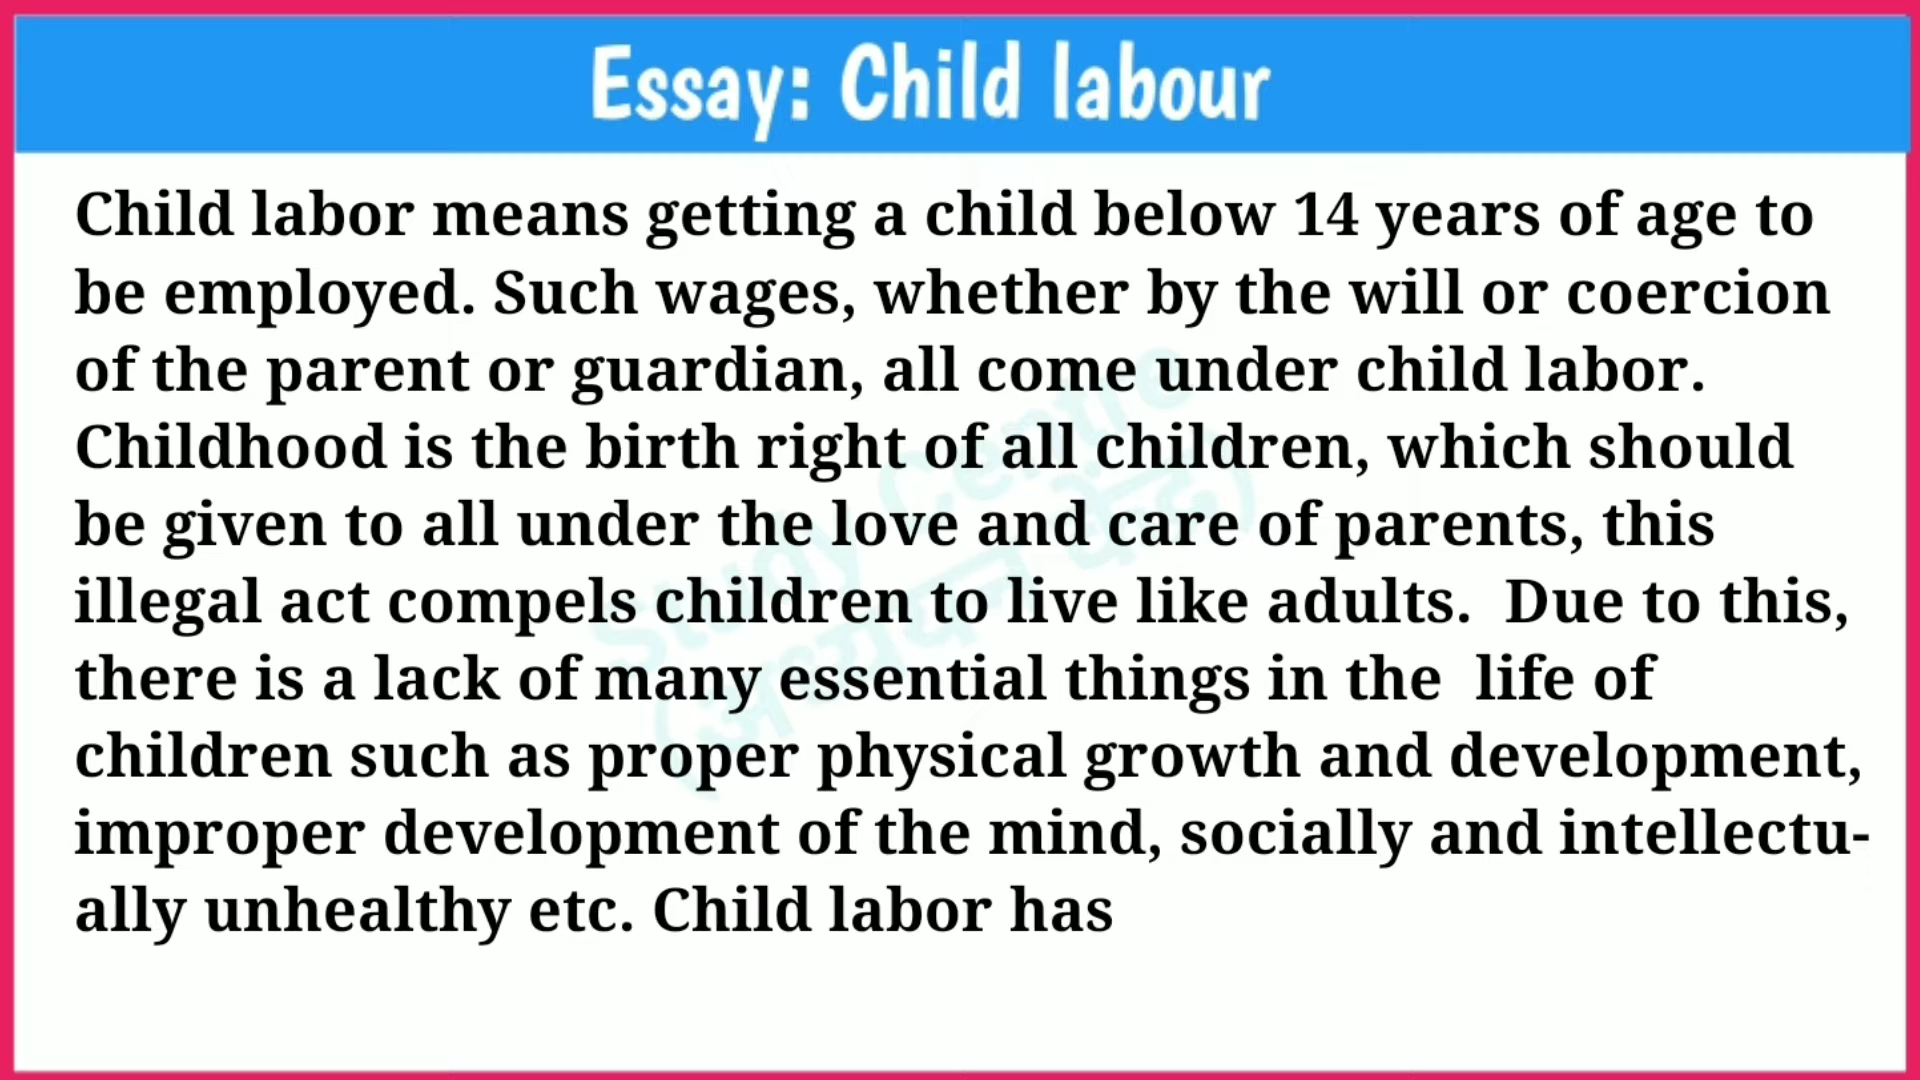 Essay: Child labour
Child labor means getting a child below 14 years of age to
be employed. Such wages, whether by the will or coercion
of the parent or guardian, all come under child labor.
Childhood is the birth right of all children, which should
be given to all under the love and care of parents, this
illegal act compels children to live like adults.  Due to this,
there is a lack of many essential things in the  life of
children such as proper physical growth and development,
improper development of the mind, socially and intellectu-
ally unhealthy etc. Child labor has
Study Centre
(अध्ययन केंद्र)